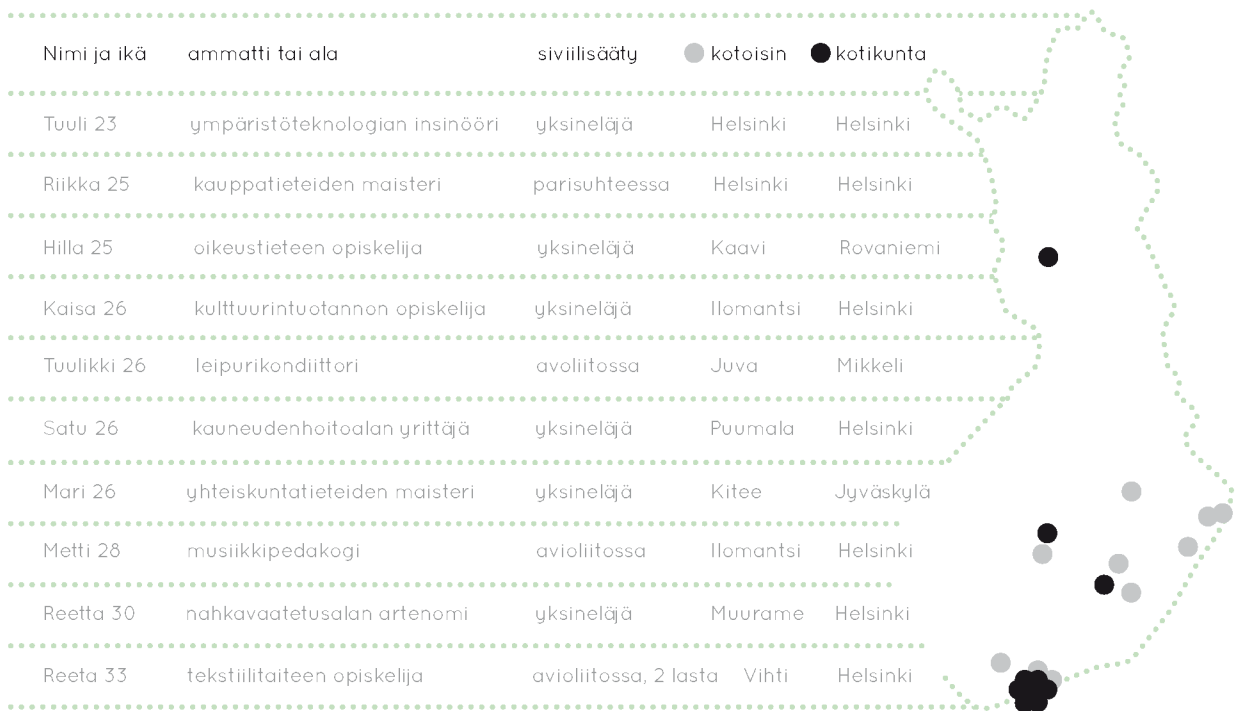 Nimi ja ikä ammatti tai ala siviilisääty kotoisin kotikunta
Tuuli 23 ympäristöteknologian insinööri yksineläjä Helsinki Helsinki
Riikka 25 kauppatieteiden maisteri parisuhteessa Helsinki Helsinki
Hilla 25 oikeustieteen opiskelija yksineläjä Kaavi Rovaniemi
Kaisa 26 kulttuurintuotannon opiskelija yksineläjä Ilomantsi Helsinki
Tuulikki 26 leipurikondiittori avoliitossa Juva Mikkeli
Satu 26 kauneudenhoitoalan yrittäjä yksineläjä Puumala Helsinki
Mari 26 yhteiskuntatieteiden maisteri yksineläjä Kitee Jyväskylä
Metti 28 musiikkipedakogi avioliitossa Ilomantsi Helsinki
Reetta 30 nahkavaatetusalan artenomi yksineläjä Muurame Helsinki
Reeta 33 tekstiilitaiteen opiskelija avioliitossa, 2 lasta Vihti Helsinki